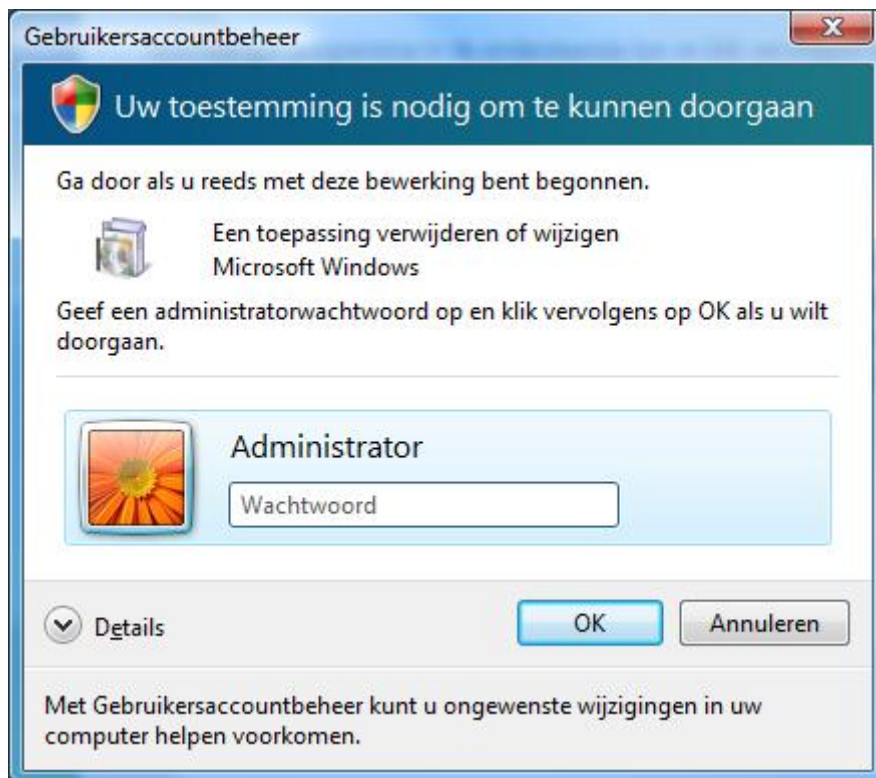 Gebruikersaccountbeheer
Uw toestemming is nodig om te kunnen doorgaan
Ga door als u reeds met deze bewerking bent begonnen.
Een toepassing verwijderen of wijzigen
Microsoft Windows
Geef een administratorwachtwoord op en klik vervolgens op OK als u wilt
doorgaan.
Administrator
Wachtwoord
Details
OK
Annuleren
Met Gebruikersaccountbeheer kunt u ongewenste wijzigingen in uw
computer helpen voorkomen.